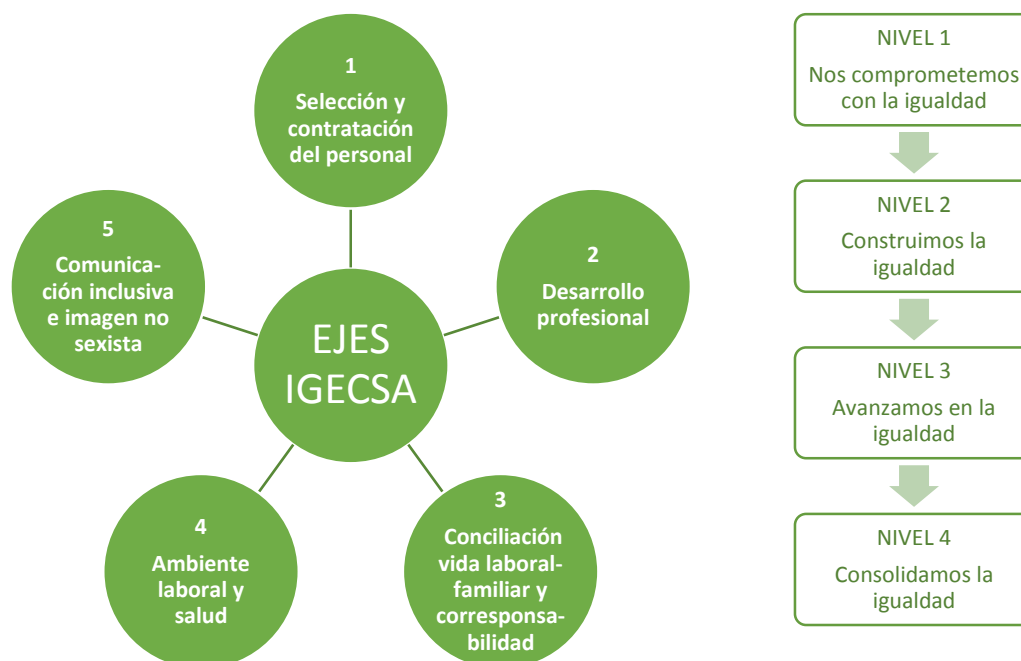 1
Selección y
contratación
del personal
2
Desarrollo
profesional
3
Conciliación
vida laboral-
familiar y
corresponsa-
bilidad
4
Ambiente
laboral y
salud
5
Comunica-
ción inclusiva
e imagen no
sexista
EJES
IGECSA
NIVEL 1
Nos comprometemos
con la igualdad
NIVEL 2
Construimos la
igualdad
NIVEL 3
Avanzamos en la
igualdad
NIVEL 4
Consolidamos la
igualdad